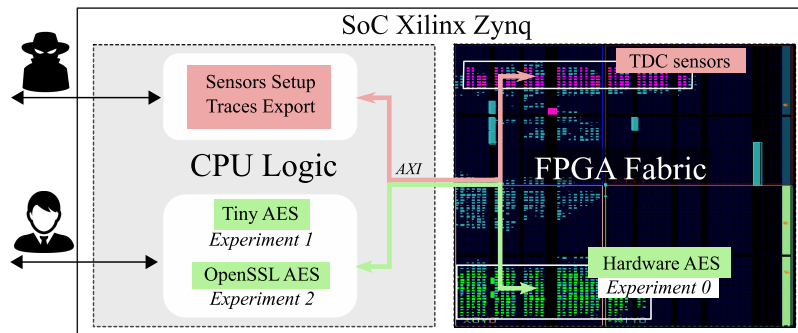 SoC Xilinx Zynq
Sensors Setup
Traces Export
TDC sensors
CPU Logic
AXI
FPGA Fabric
Tiny AES
Experiment 1
OpenSSL AES
Experiment 2
Hardware AES
Experiment 0